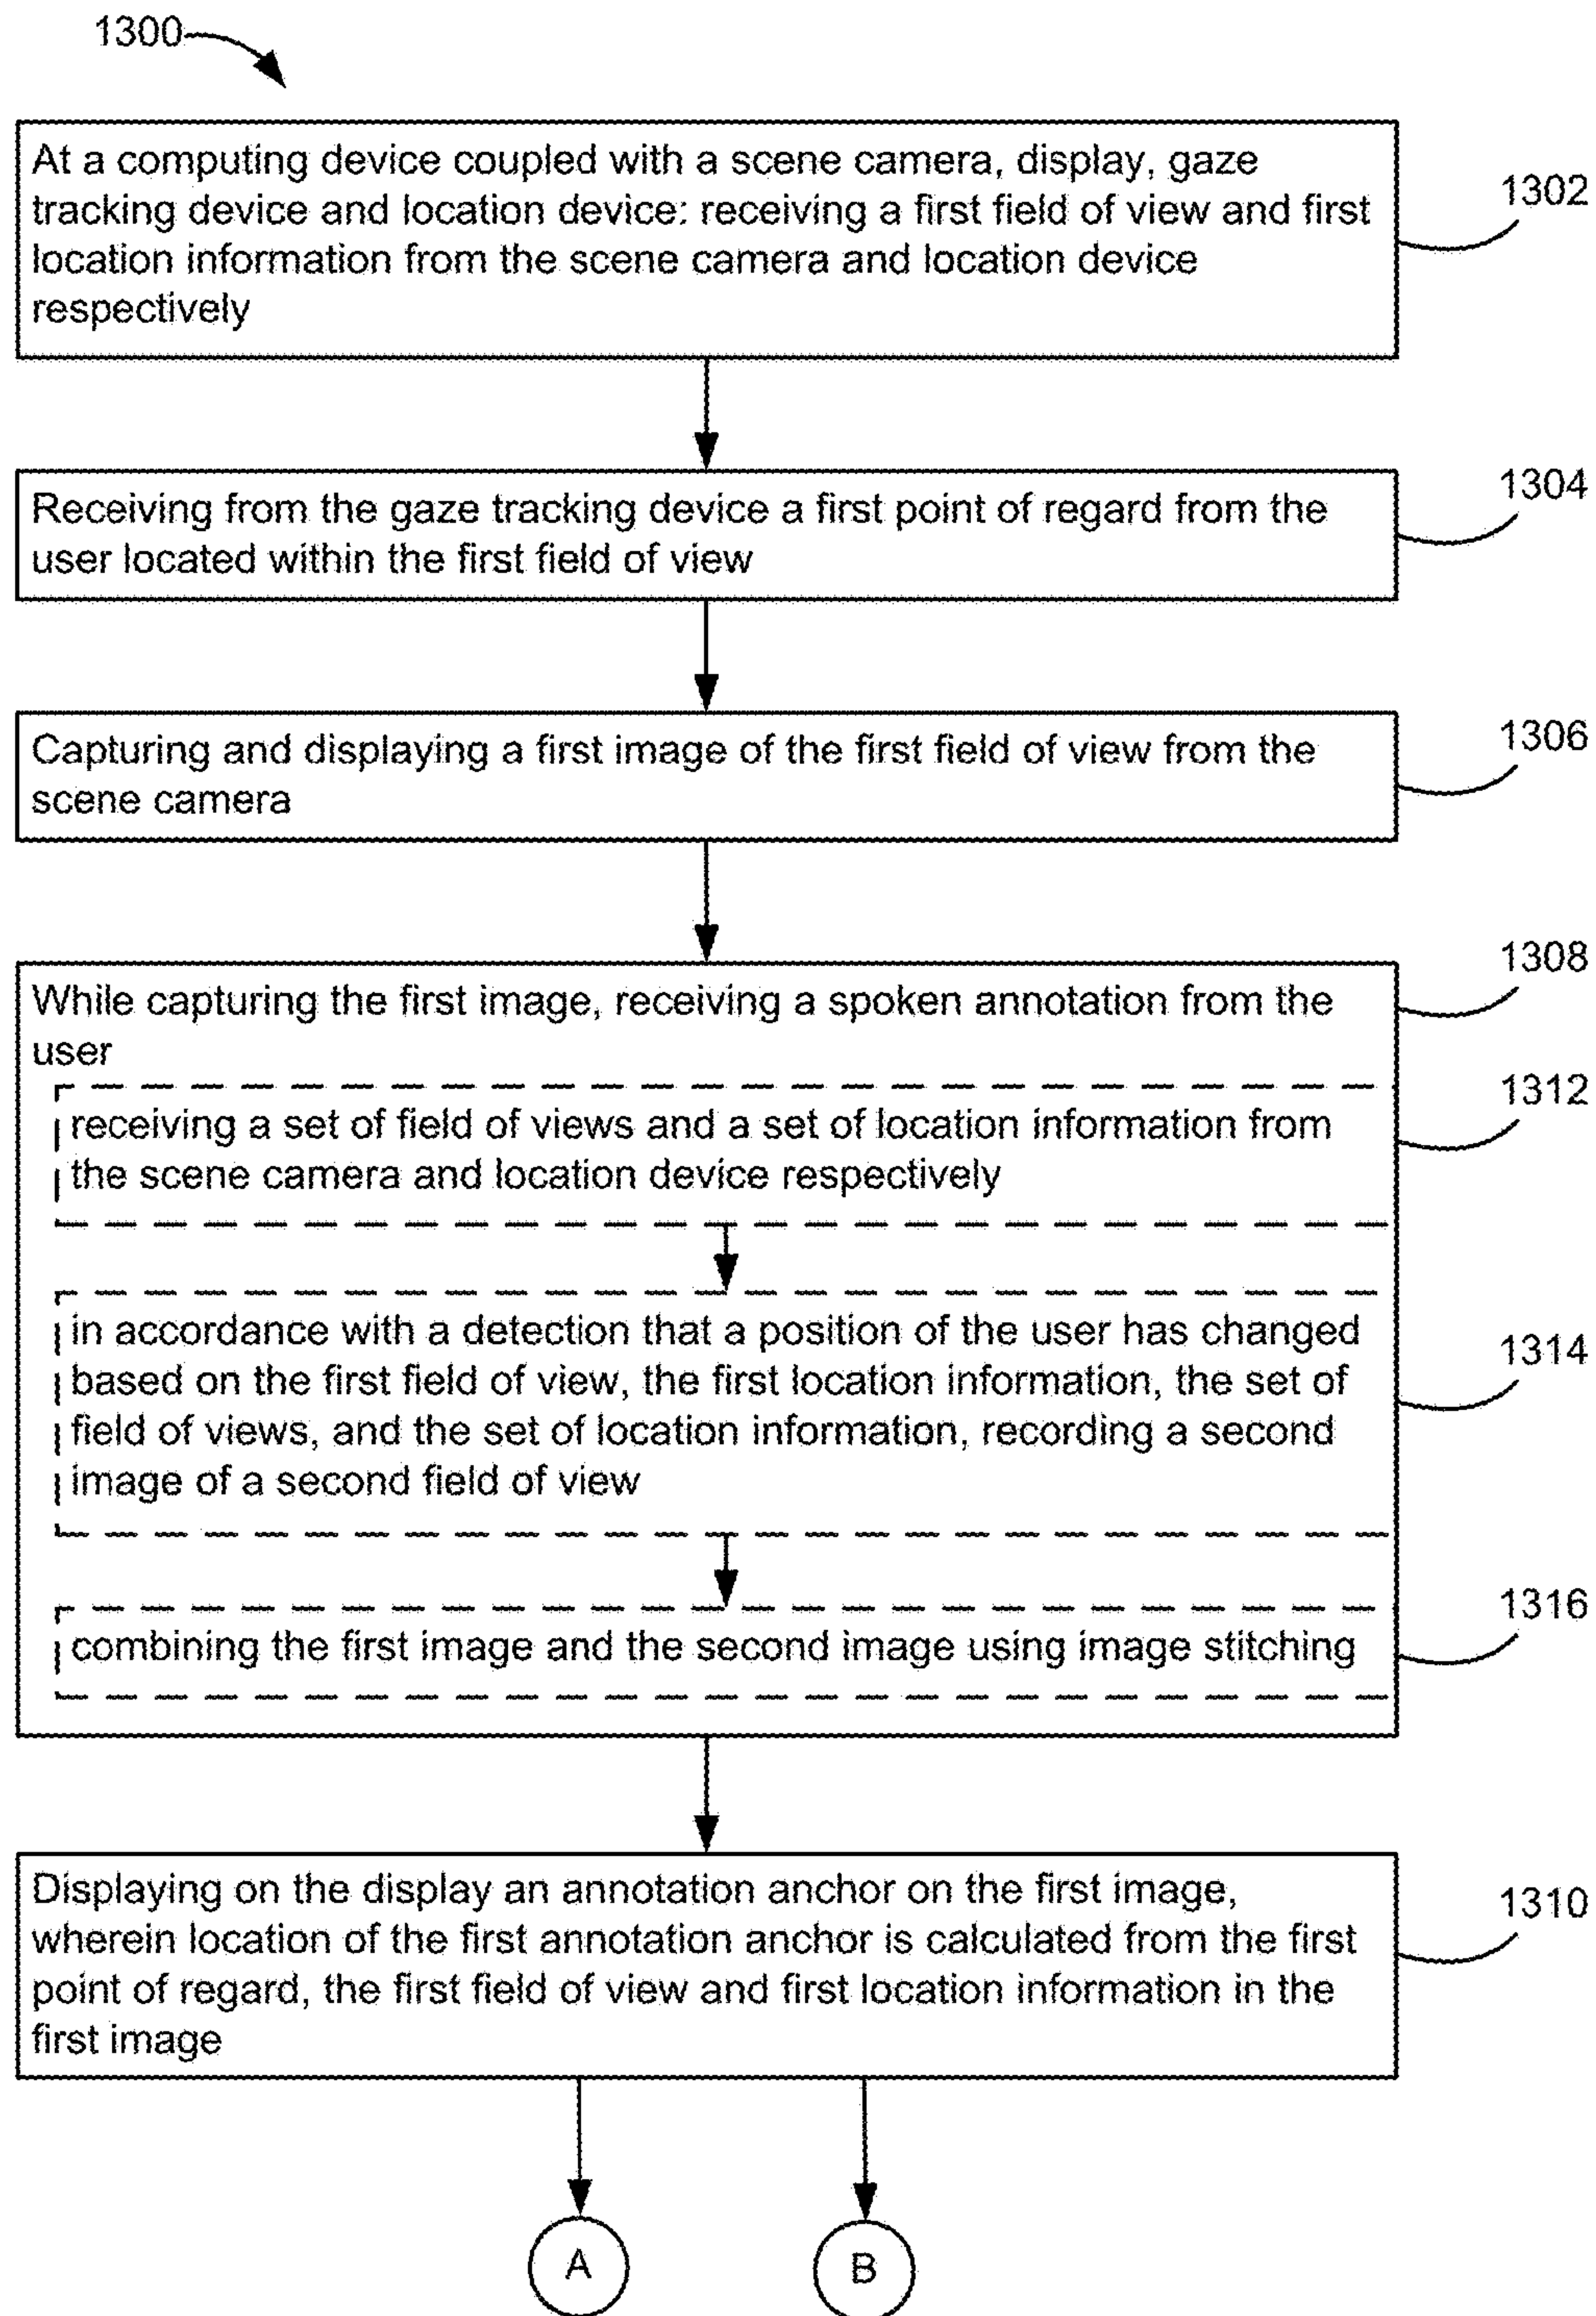 1300
At a computing device coupled with a scene camera, display, gaze
tracking device and location device: receiving a first field of view and first
location information from the scene camera and location device
respectively
1302
Receiving from the gaze tracking device a first point of regard from the
user located within the first field of view
1304
Capturing and displaying a first image of the first field of view from the
scene camera
1306
While capturing the first image, receiving a spoken annotation from the
user
1308
receiving a set of field of views and a set of location information from
the scene camera and location device respectively
1312
in accordance with a detection that a position of the user has changed
based on the first field of view, the first location information, the set of
field of views, and the set of location information, recording a second
image of a second field of view
1314
combining the first image and the second image using image stitching
1316
Displaying on the display an annotation anchor on the first image,
wherein location of the first annotation anchor is calculated from the first
point of regard, the first field of view and first location information in the
first image
1310
A
B